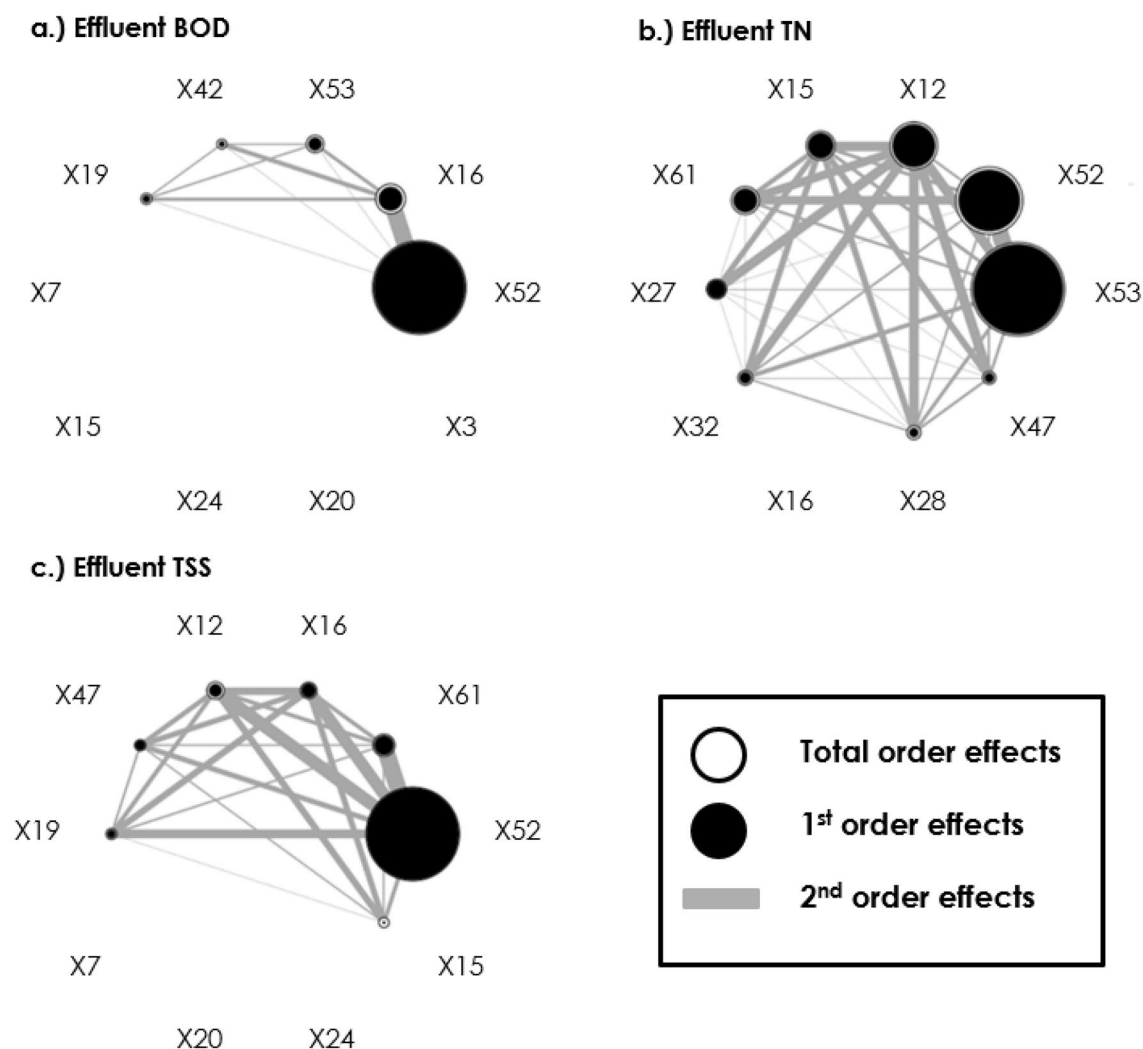 a.) Effluent BOD
X42
X53
X19
X16
X7
X52
X15
X3
X24
X20
b.) Effluent TN
X15
X12
X61
X52
X27
X53
X32
X47
X16
X28
c.) Effluent TSS
X12
X16
X47
X61
X19
X52
X7
X15
X20
X24
Total order effects
1st order effects
2nd order effects